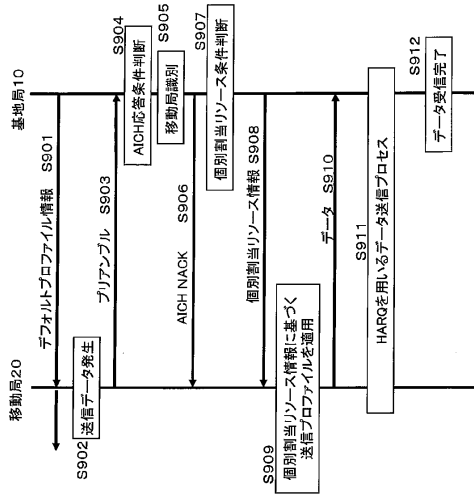 移動局20
基地局10
デフォルトプロファイル情報 S901
S902
送信データ発生
プリアンブル S903
S904
AICH応答条件判断
S905
移動局識別
AICH NACK S906
S907
個別割当リソース条件判断
個別割当リソース情報 S908
S909
個別割当リソース情報に基づく
送信プロファイルを適用
データ S910
S911
HARQを用いるデータ送信プロセス
S912
データ受信完了